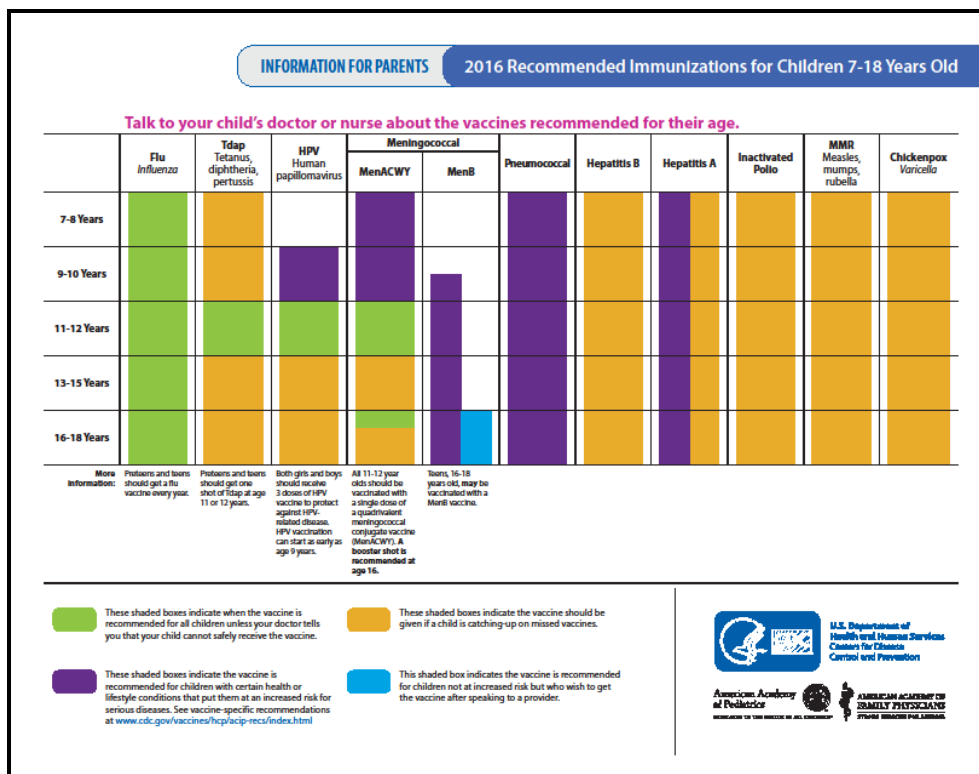 INFORMATION FOR PARENTS
2016 Recommended Immunizations for Children 7-18 Years Old
Talk to your child's doctor or nurse about the vaccines recommended for their age.
Flu
Influenza
Tdap
Tetanus,
diphtheria,
pertussis
HPV
Human
papillomavirus
Meningococcal
MenACWY
MenB
Pneumococcal
Hepatitis B
Hepatitis A
Inactivated
Polio
MMR
Measles,
mumps,
rubella
Chickenpox
Varicella
7-8 Years
9-10 Years
11-12 Years
13-15 Years
16-18 Years
More
Information:
Preteens and teens
should get a flu
vaccine every year.
Preteens and teens
should get one
shot of Tdap at age
11 or 12 years.
Both girls and boys
should receive
3 doses of HPV
vaccine to protect
against HPV-
related disease.
HPV vaccination
can start as early as
age 9 years.
All 11-12 year
olds should be
vaccinated with
a single dose of
a quadrivalent
meningococcal
conjugate vaccine
(MenACWY). A
booster shot is
recommended at
age 16.
Teens, 16-18
years old, may be
vaccinated with a
MenB vaccine.
These shaded boxes indicate when the vaccine is
recommended for all children unless your doctor tells
you that your child cannot safely receive the vaccine.
These shaded boxes indicate the vaccine should be
given if a child is catching-up on missed vaccines.
These shaded boxes indicate the vaccine is
recommended for children with certain health or
lifestyle conditions that put them at an increased risk for
serious diseases. See vaccine-specific recommendations
at www.cdc.gov/vaccines/hcp/acip-recs/index.html
This shaded box indicates the vaccine is recommended
for children not at increased risk but who wish to get
the vaccine after speaking to a provider.
U.S. Department of
Health and Human Services
Centers for Disease
Control and Prevention
American Academy
of Pediatrics
DEDICATED TO THE HEALTH OF ALL CHILDREN
AMERICAN ACADEMY OF
FAMILY PHYSICIANS
STRONG MEDICINE FOR AMERICA